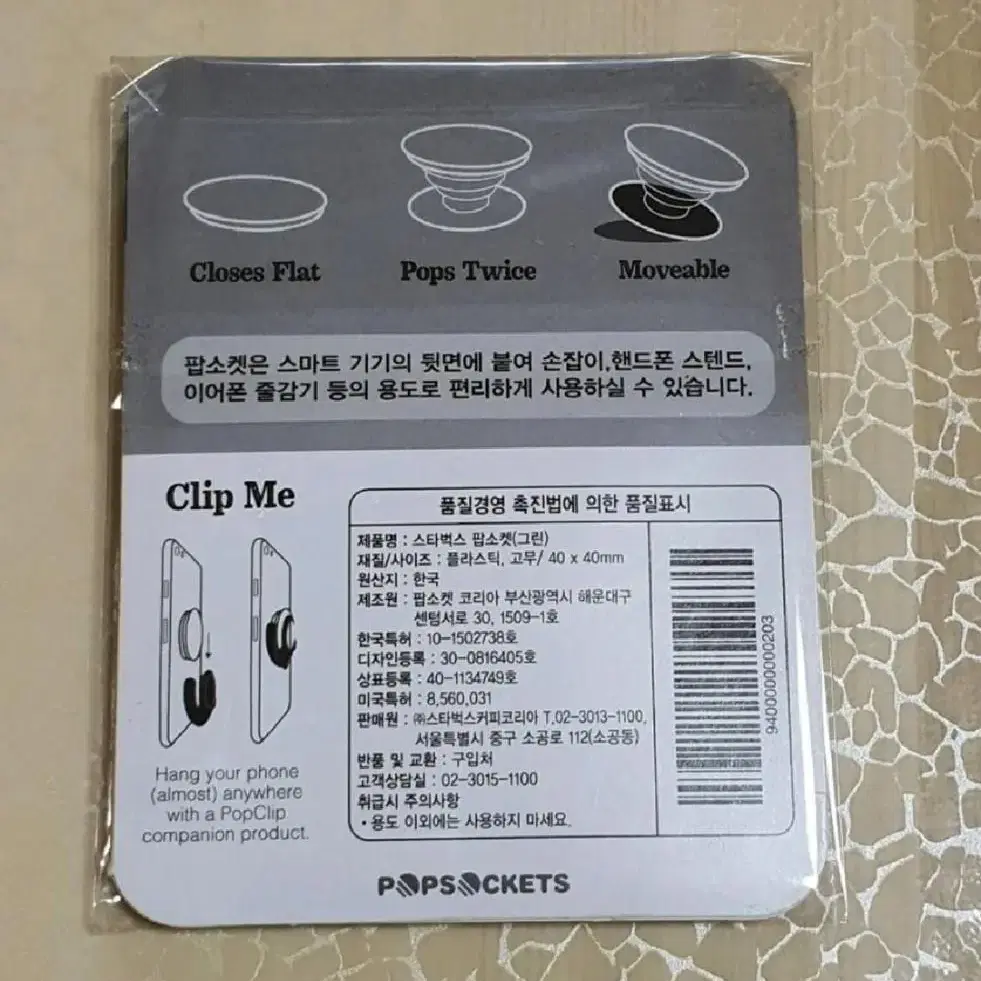 Closes Flat
Pops Twice
Moveable
팝소켓은 스마트 기기의 뒷면에 붙여 손잡이,핸드폰 스텐드,
이어폰 줄감기 등의 용도로 편리하게 사용하실 수 있습니다.
Clip Me
Hang your phone
(almost) anywhere
with a PopClip
companion product.
품질경영 촉진법에 의한 품질표시
제품명 : 스타벅스 팝소켓(그린)
재질/사이즈 : 플라스틱, 고무/ 40 x 40mm
원산지 : 한국
제조원 : 팝소켓 코리아 부산광역시 해운대구
센텀서로 30, 1509-1호
한국특허 : 10-1502738호
디자인등록 : 30-0816405호
상표등록 : 40-1134749호
미국특허 : 8,560,031
판매원 : ㈜스타벅스커피코리아 T.02-3013-1100,
서울특별시 중구 소공로 112(소공동)
반품 및 교환 : 구입처
고객상담실 : 02-3015-1100
취급시 주의사항
• 용도 이외에는 사용하지 마세요.
9400000000203
POPSOCKETS